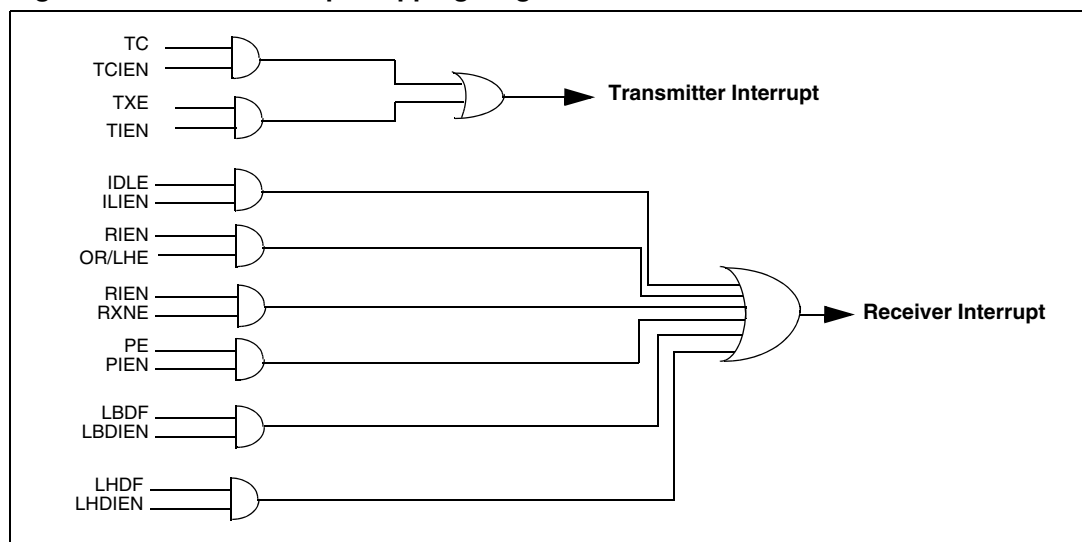 TC
TCIEN
TXE
TIEN
Transmitter Interrupt
IDLE
ILIEN
RIEN
OR/LHE
RIEN
RXNE
PE
PIEN
Receiver Interrupt
LBDF
LBDIEN
LHDF
LHDIEN